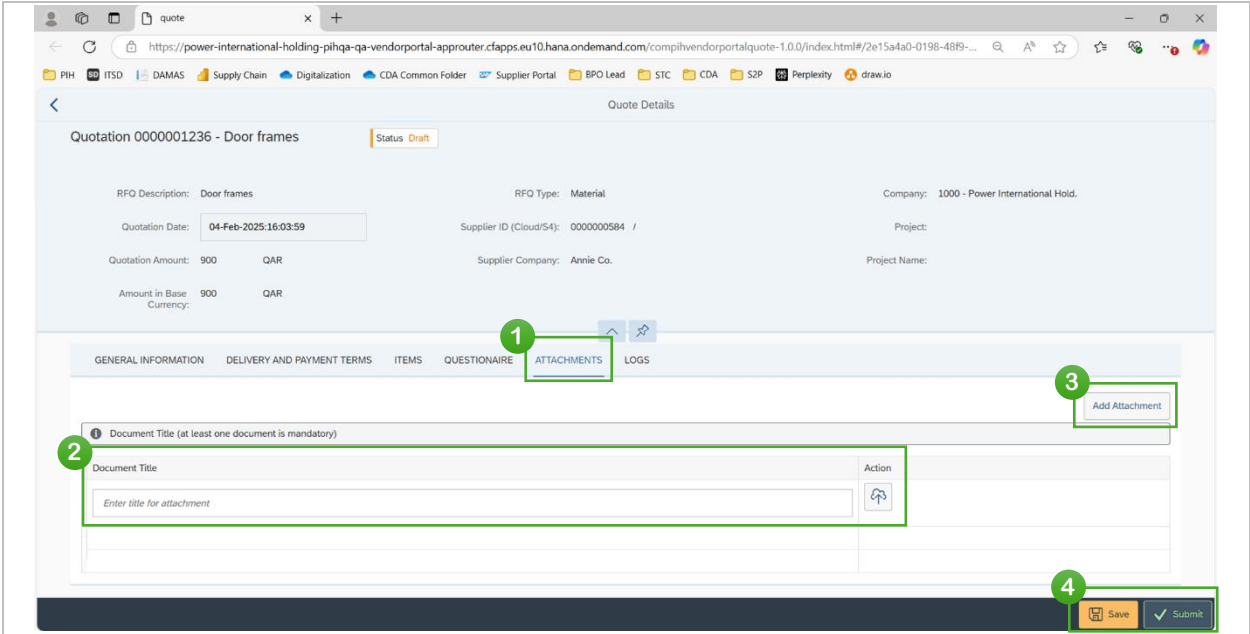 quote
https://power-international-holding-pihqa-qa-vendorportal-approuter.cfapps.eu10.hana.ondemand.com/compihvendorportalquote-1.0.0/index.html#/2e15a4a0-0198-48f9-...
PIH SD ITSD DAMAS Supply Chain Digitalization CDA Common Folder Supplier Portal BPO Lead STC CDA S2P Perplexity draw.io
Quote Details
Quotation 0000001236 - Door frames Status Draft
RFQ Description: Door frames RFQ Type: Material Company: 1000 - Power International Hold.
Quotation Date: 04-Feb-2025:16:03:59 Supplier ID (Cloud/S4): 0000000584 / Project:
Quotation Amount: 900 QAR Supplier Company: Annie Co. Project Name:
Amount in Base Currency: 900 QAR
1
GENERAL INFORMATION DELIVERY AND PAYMENT TERMS ITEMS QUESTIONAIRE ATTACHMENTS LOGS
3
Add Attachment
Document Title (at least one document is mandatory)
2
Document Title Action
Enter title for attachment
4
Save Submit